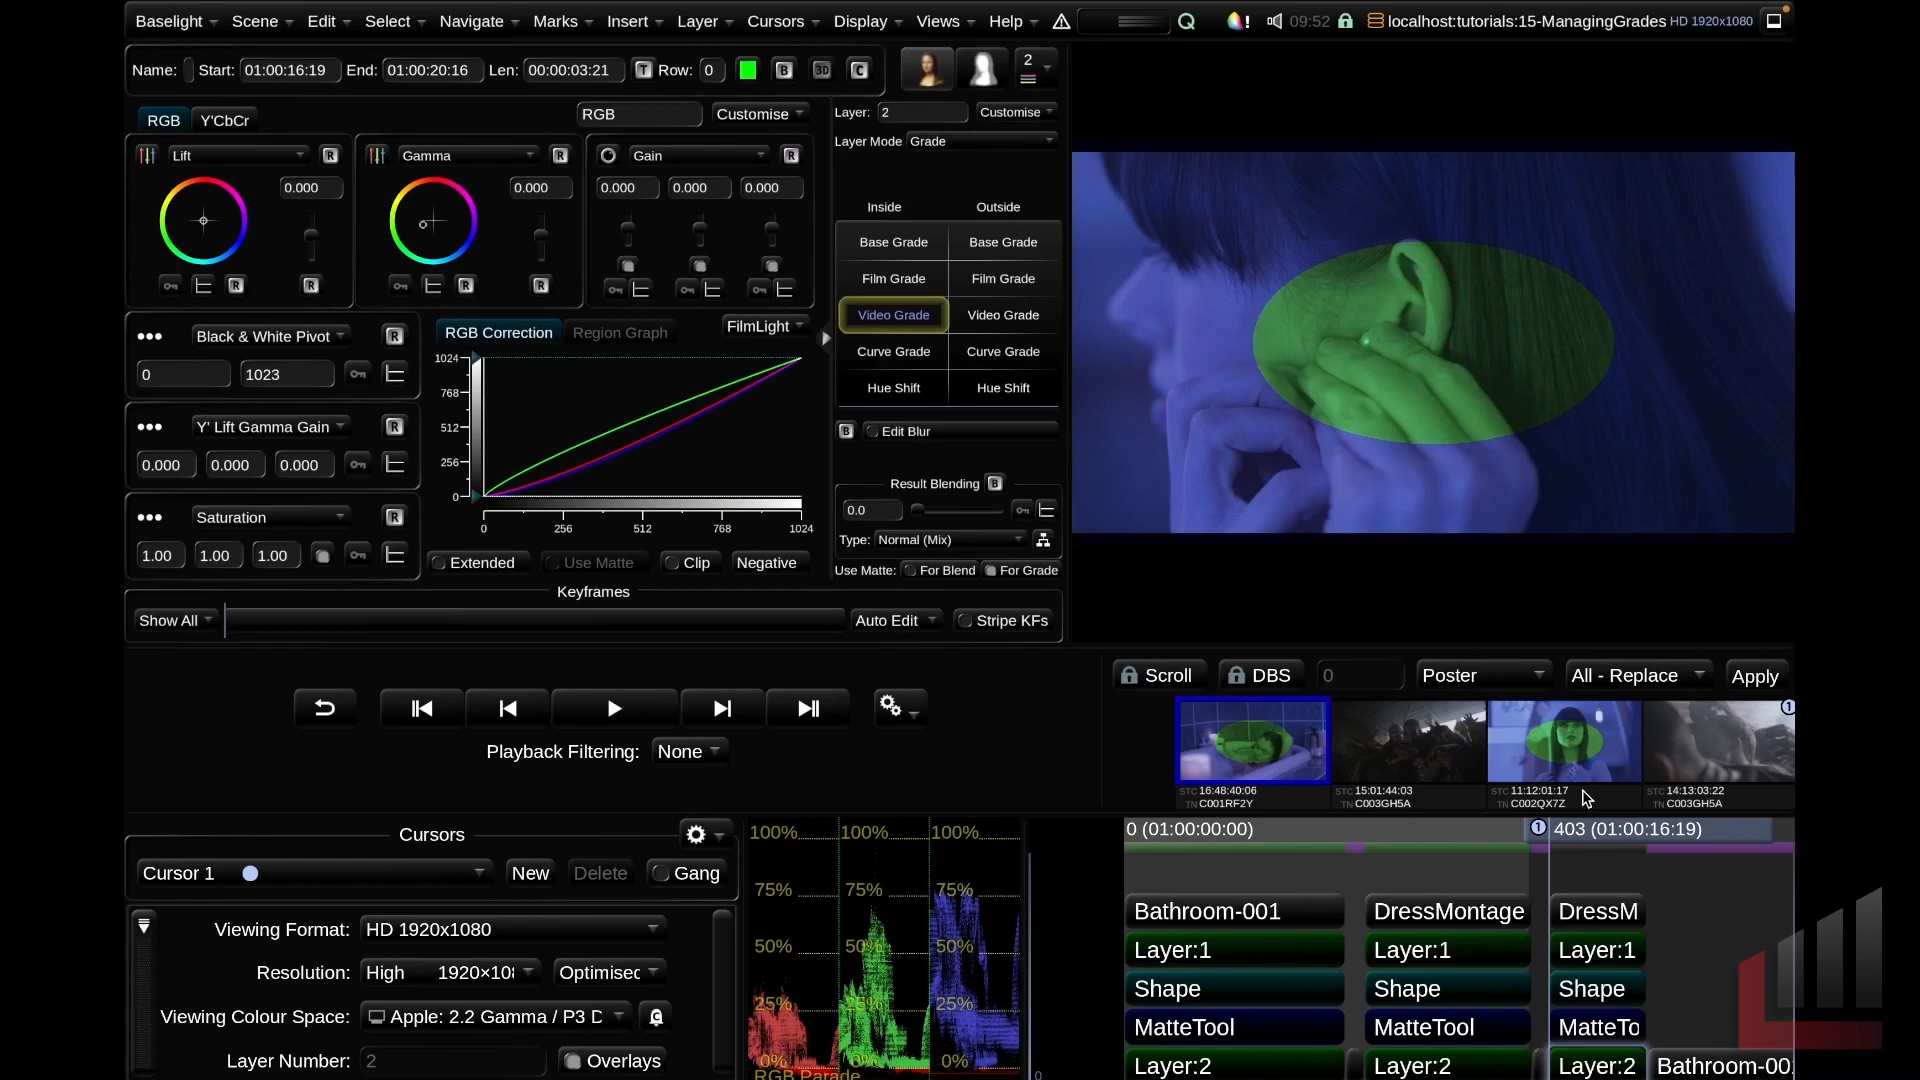 Baselight Scene Edit Select Navigate Marks Insert Layer Cursors Display Views Help 09:52 localhost:tutorials:15-ManagingGrades HD 1920x1080
Name: Start: 01:00:16:19 End: 01:00:20:16 Len: 00:00:03:21 T Row: 0 B 3D C 2
RGB Y'CbCr RGB Customise
Layer: 2 Customise
Layer Mode Grade
Lift R Gamma R Gain R
0.000 0.000 0.000 0.000 0.000
Inside Outside
Base Grade Base Grade
Film Grade Film Grade
Video Grade Video Grade
Curve Grade Curve Grade
Hue Shift Hue Shift
R R R R
Black & White Pivot R
0 1023
Y' Lift Gamma Gain R
0.000 0.000 0.000
Saturation R
1.00 1.00 1.00
RGB Correction Region Graph FilmLight
1024
768
512
256
0
0 256 512 768 1024
Extended Use Matte Clip Negative
B Edit Blur
Result Blending B
0.0
Type: Normal (Mix)
Use Matte: For Blend For Grade
Keyframes
Show All Auto Edit Stripe KFs
Playback Filtering: None
Scroll DBS 0 Poster All - Replace Apply
1
STC 16:48:40:06 STC 15:01:44:03 STC 11:12:01:17 STC 14:13:03:22
TN C001RF2Y TN C003GH5A TN C002QX7Z TN C003GH5A
Cursors
Cursor 1 New Delete Gang
Viewing Format: HD 1920x1080
Resolution: High 1920×10 Optimisec
Viewing Colour Space: Apple: 2.2 Gamma / P3 D
Layer Number: 2 Overlays
100% 100% 100%
75% 75% 75%
50% 50% 50%
25% 25% 25%
0% 0% 0%
RGB Parade
0
0 (01:00:00:00) 1 403 (01:00:16:19)
Bathroom-001 DressMontage DressM
Layer:1 Layer:1 Layer:1
Shape Shape Shape
MatteTool MatteTool MatteTo
Layer:2 Layer:2 Layer:2 Bathroom-00